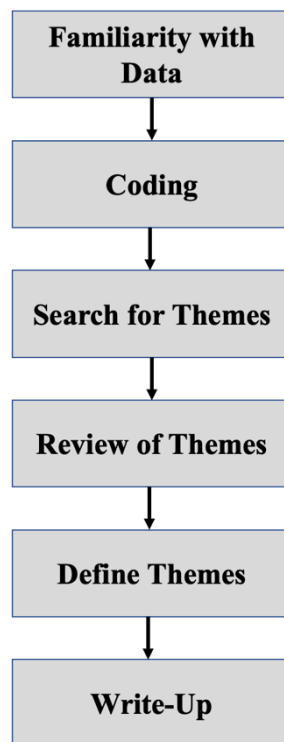 Familiarity with
Data
Coding
Search for Themes
Review of Themes
Define Themes
Write-Up